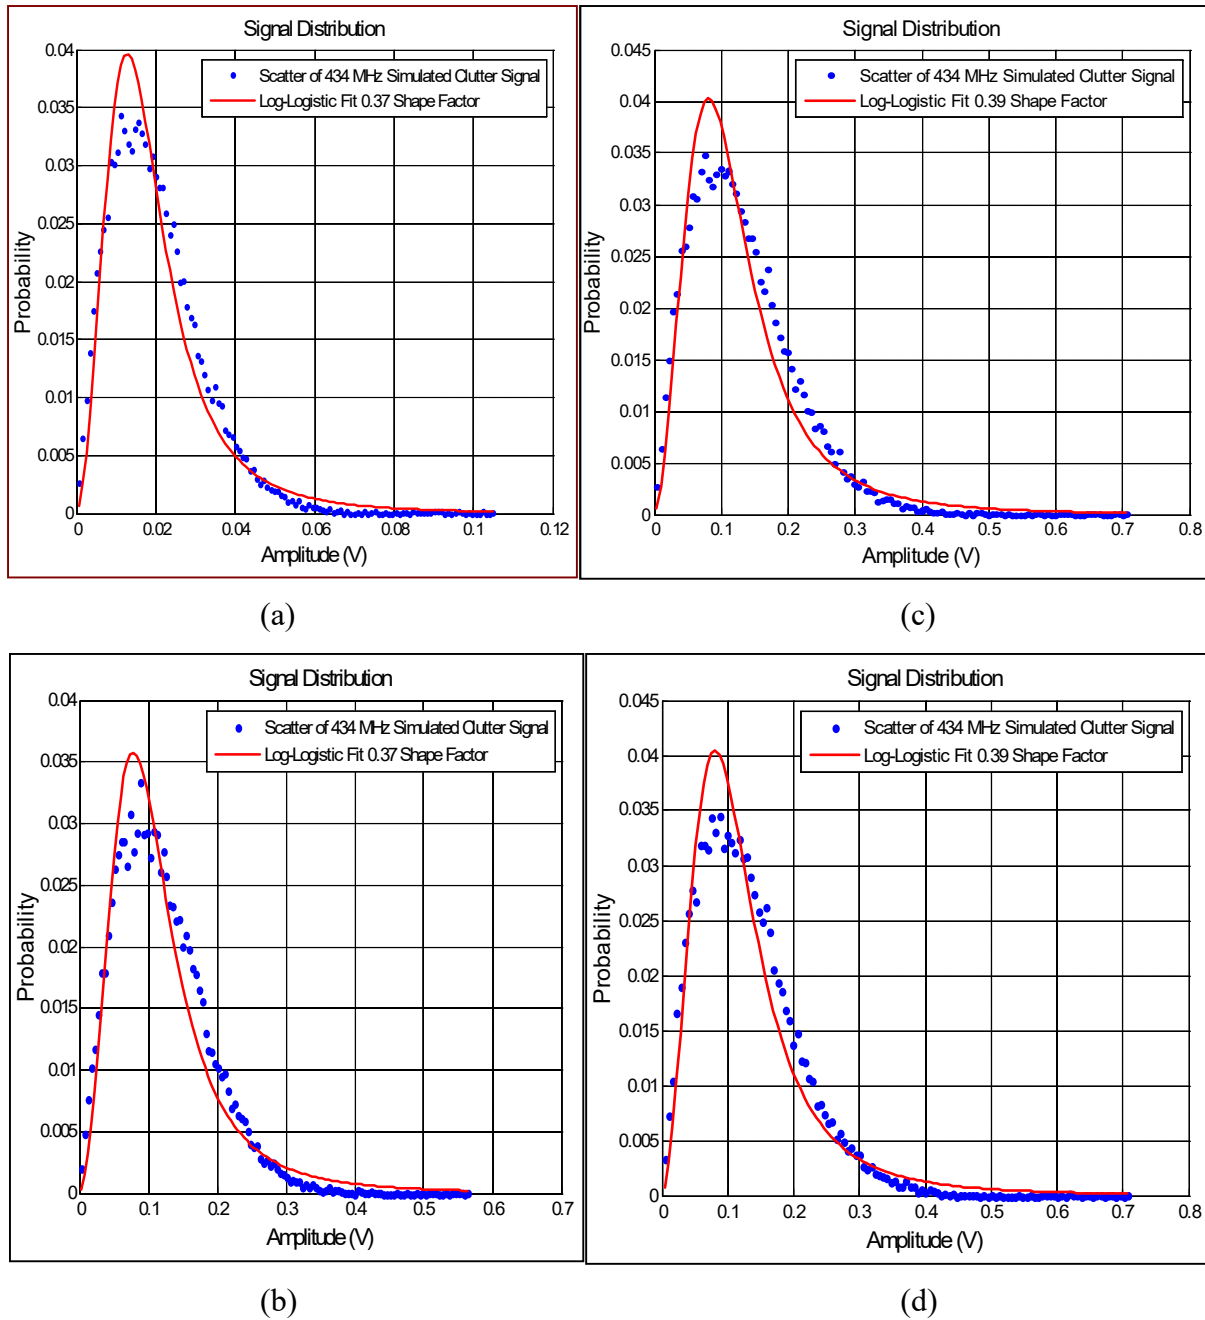 Signal Distribution
0.04
0.035
0.03
0.025
0.02
0.015
0.01
0.005
0
Probability
Scatter of 434 MHz Simulated Clutter Signal
Log-Logistic Fit 0.37 Shape Factor
0 0.02 0.04 0.06 0.08 0.1 0.12
Amplitude (V)
(a)
Signal Distribution
0.045
0.04
0.035
0.03
0.025
0.02
0.015
0.01
0.005
0
Probability
Scatter of 434 MHz Simulated Clutter Signal
Log-Logistic Fit 0.39 Shape Factor
0 0.1 0.2 0.3 0.4 0.5 0.6 0.7 0.8
Amplitude (V)
(c)
Signal Distribution
0.04
0.035
0.03
0.025
0.02
0.015
0.01
0.005
0
Probability
Scatter of 434 MHz Simulated Clutter Signal
Log-Logistic Fit 0.37 Shape Factor
0 0.1 0.2 0.3 0.4 0.5 0.6 0.7
Amplitude (V)
(b)
Signal Distribution
0.045
0.04
0.035
0.03
0.025
0.02
0.015
0.01
0.005
0
Probability
Scatter of 434 MHz Simulated Clutter Signal
Log-Logistic Fit 0.39 Shape Factor
0 0.1 0.2 0.3 0.4 0.5 0.6 0.7 0.8
Amplitude (V)
(d)